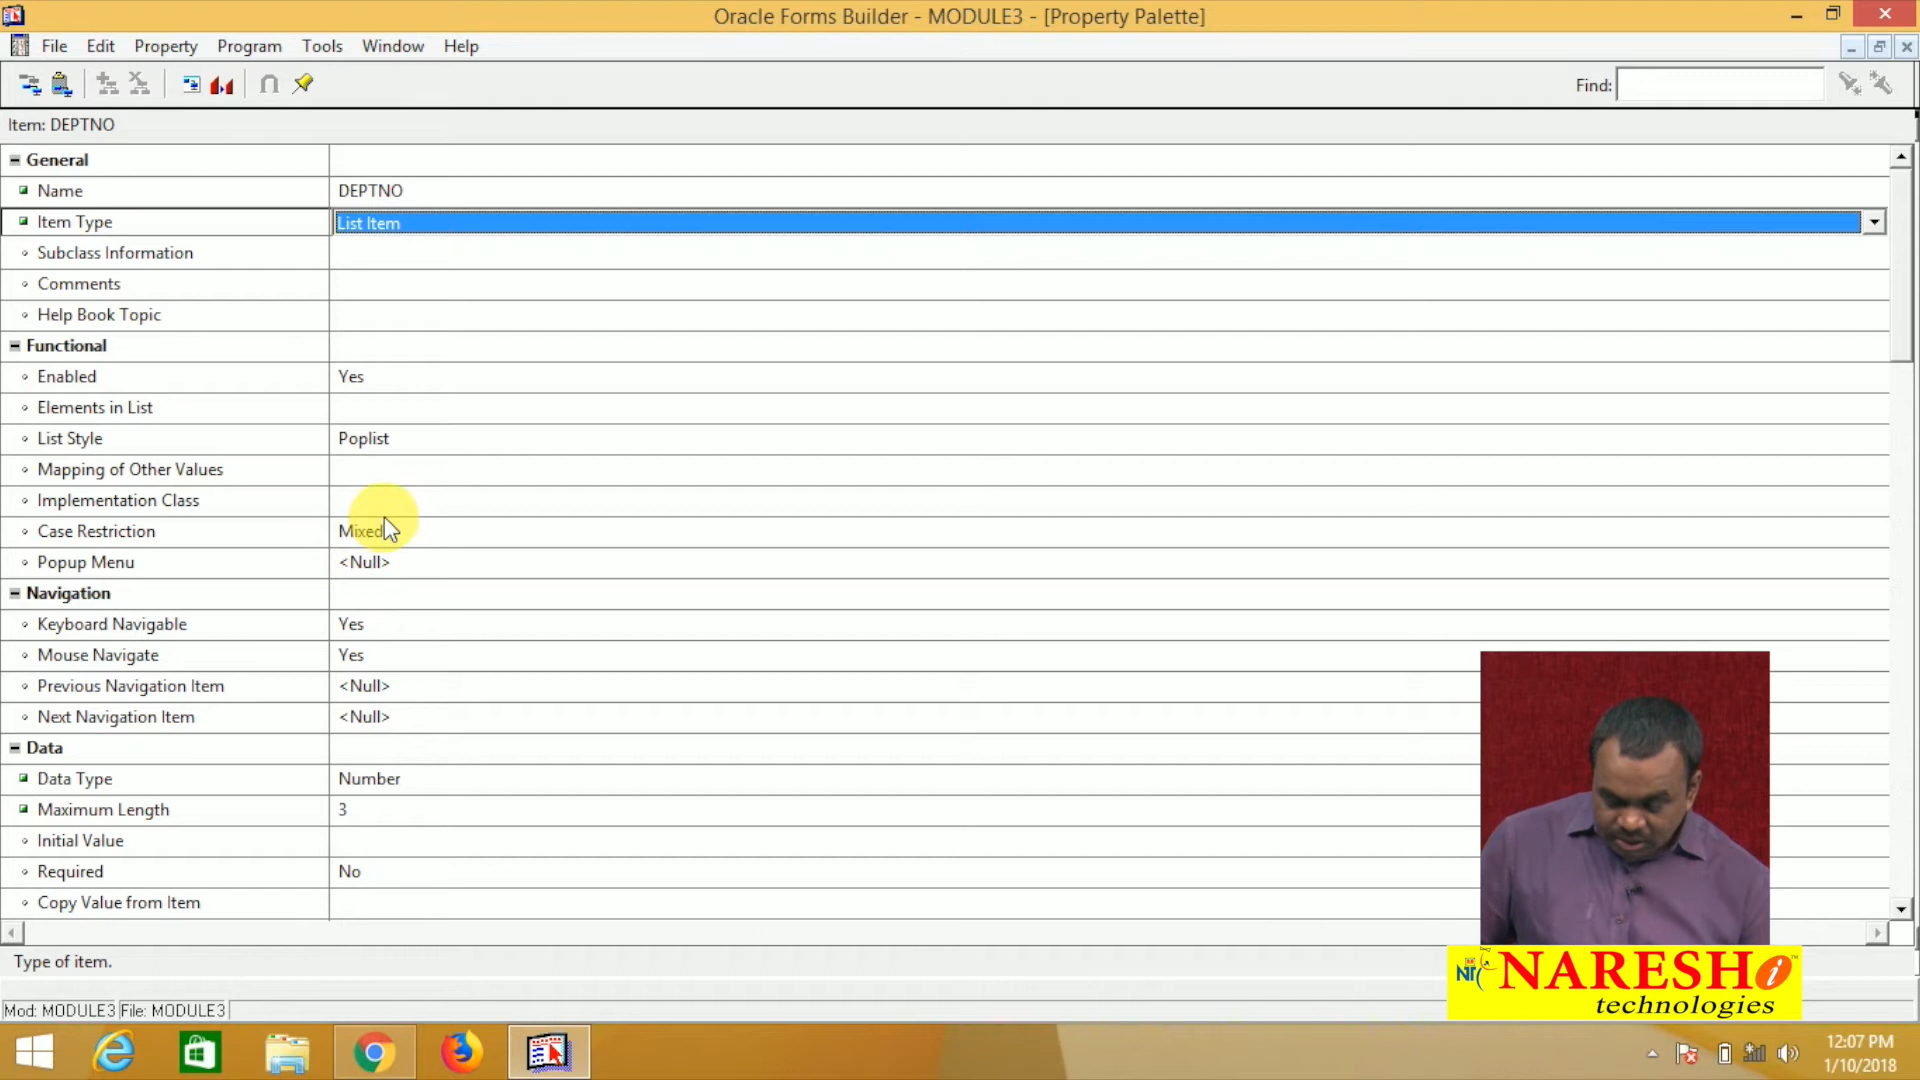 Oracle Forms Builder - MODULE3 - [Property Palette]
File Edit Property Program Tools Window Help
Find:
Item: DEPTNO
General
Name DEPTNO
Item Type List Item
Subclass Information
Comments
Help Book Topic
Functional
Enabled Yes
Elements in List
List Style Poplist
Mapping of Other Values
Implementation Class
Case Restriction Mixed
Popup Menu <Null>
Navigation
Keyboard Navigable Yes
Mouse Navigate Yes
Previous Navigation Item <Null>
Next Navigation Item <Null>
Data
Data Type Number
Maximum Length 3
Initial Value
Required No
Copy Value from Item
Type of item.
NARESH i
technologies
Mod: MODULE3 File: MODULE3
12:07 PM
1/10/2018